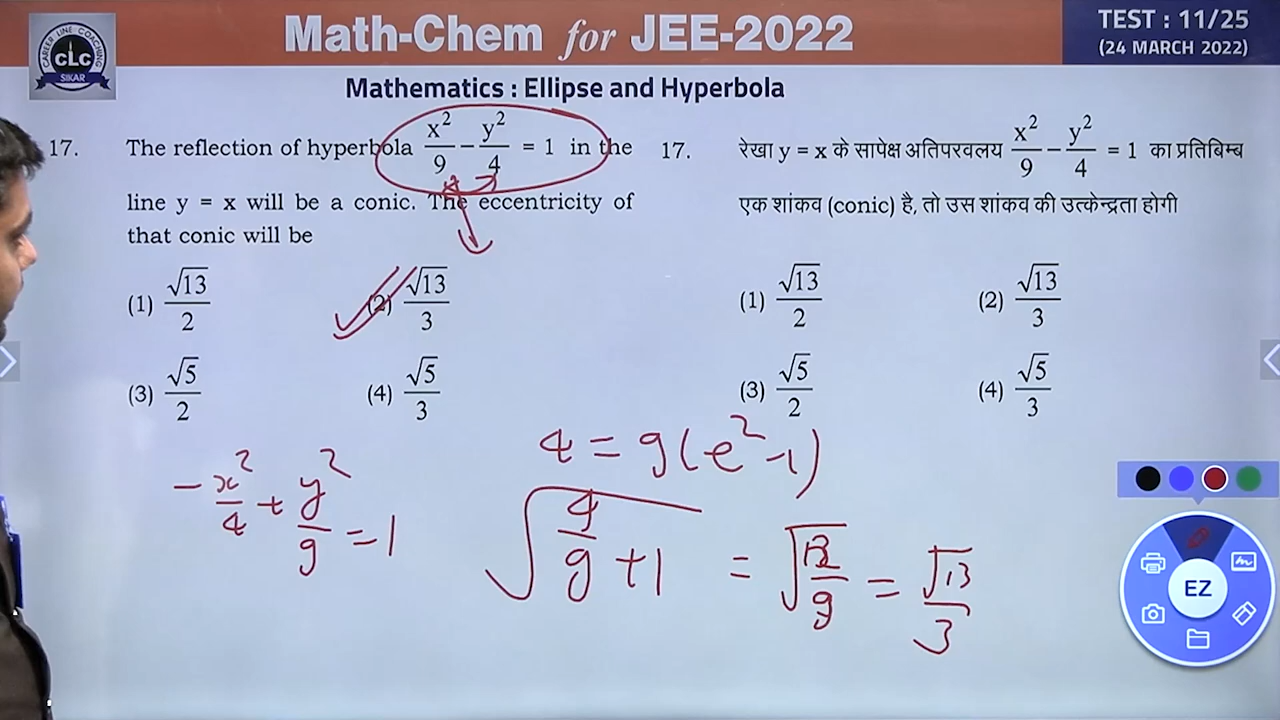 CAREER LINE COACHING
CLC
SIKAR
Math-Chem for JEE-2022
TEST : 11/25
(24 MARCH 2022)
Mathematics : Ellipse and Hyperbola
17. The reflection of hyperbola x²/9 - y²/4 = 1 in the
line y = x will be a conic. The eccentricity of
that conic will be
(1) √13/2 (2) √13/3
(3) √5/2 (4) √5/3
17. रेखा y = x के सापेक्ष अतिपरवलय x²/9 - y²/4 = 1 का प्रतिबिम्ब
एक शांकव (conic) है, तो उस शांकव की उत्केन्द्रता होगी
(1) √13/2 (2) √13/3
(3) √5/2 (4) √5/3
-x²/4 + y²/9 = 1
4 = 9(e²-1)
√(4/9 + 1) = √(13/9) = √13/3
EZ